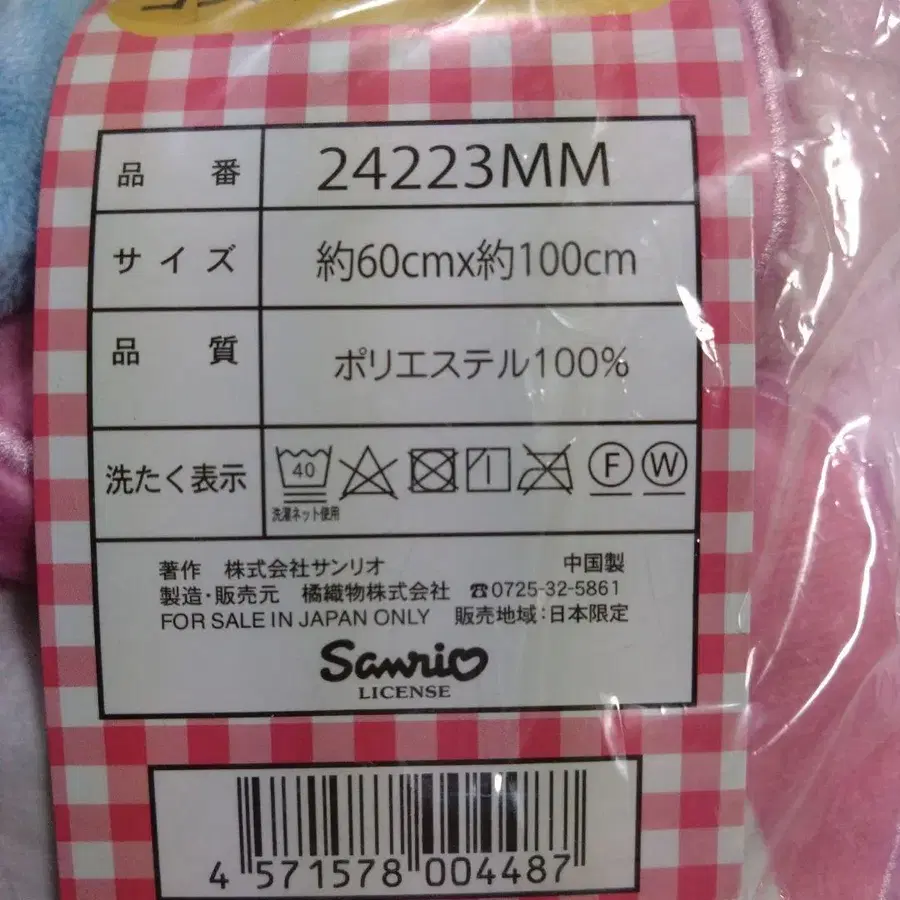 品番 24223MM
サイズ 約60cmx約100cm
品質 ポリエステル100%
洗たく表示 40 F W
洗濯ネット使用
著作 株式会社サンリオ 中国製
製造・販売元 橘織物株式会社 ☎0725-32-5861
FOR SALE IN JAPAN ONLY 販売地域：日本限定
Sanrio
LICENSE
4 571578 004487